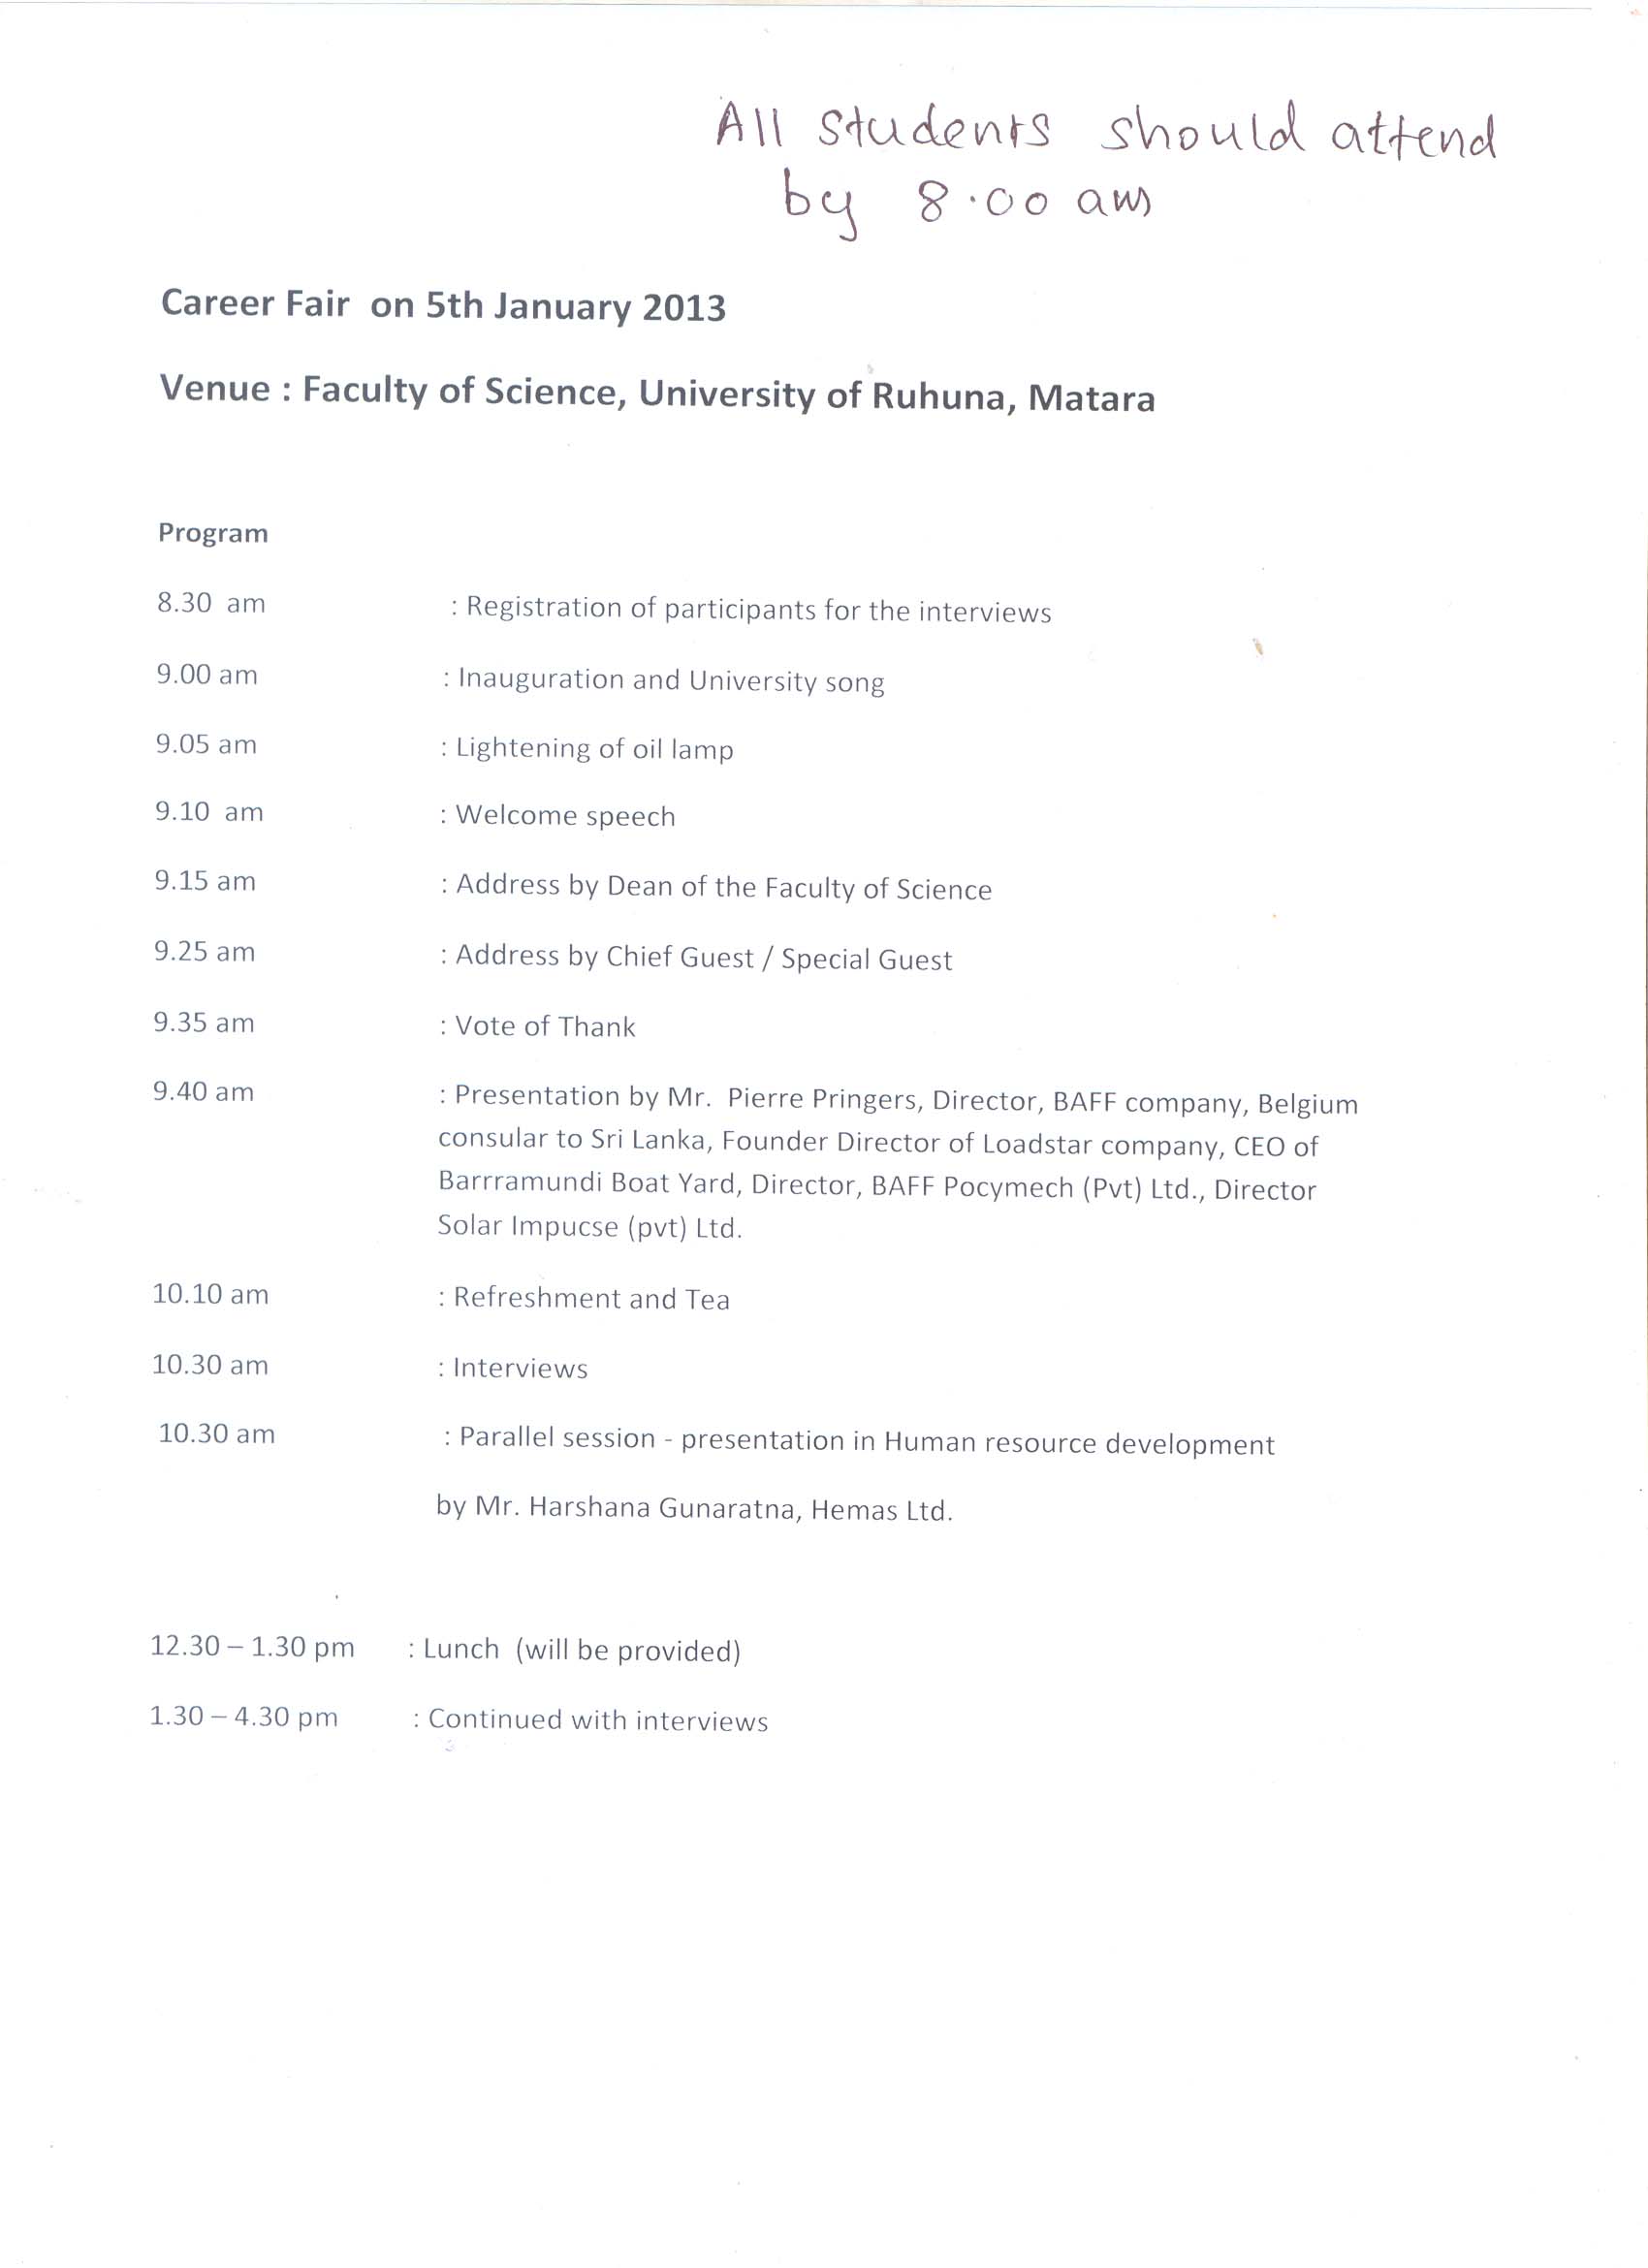 All students should attend
by 8.00 am
Career Fair on 5th January 2013
Venue : Faculty of Science, University of Ruhuna, Matara
Program
8.30 am : Registration of participants for the interviews
9.00 am : Inauguration and University song
9.05 am : Lightening of oil lamp
9.10 am : Welcome speech
9.15 am : Address by Dean of the Faculty of Science
9.25 am : Address by Chief Guest / Special Guest
9.35 am : Vote of Thank
9.40 am : Presentation by Mr. Pierre Pringers, Director, BAFF company, Belgium
consular to Sri Lanka, Founder Director of Loadstar company, CEO of
Barrramundi Boat Yard, Director, BAFF Pocymech (Pvt) Ltd., Director
Solar Impucse (pvt) Ltd.
10.10 am : Refreshment and Tea
10.30 am : Interviews
10.30 am : Parallel session - presentation in Human resource development
by Mr. Harshana Gunaratna, Hemas Ltd.
12.30 – 1.30 pm : Lunch (will be provided)
1.30 – 4.30 pm : Continued with interviews